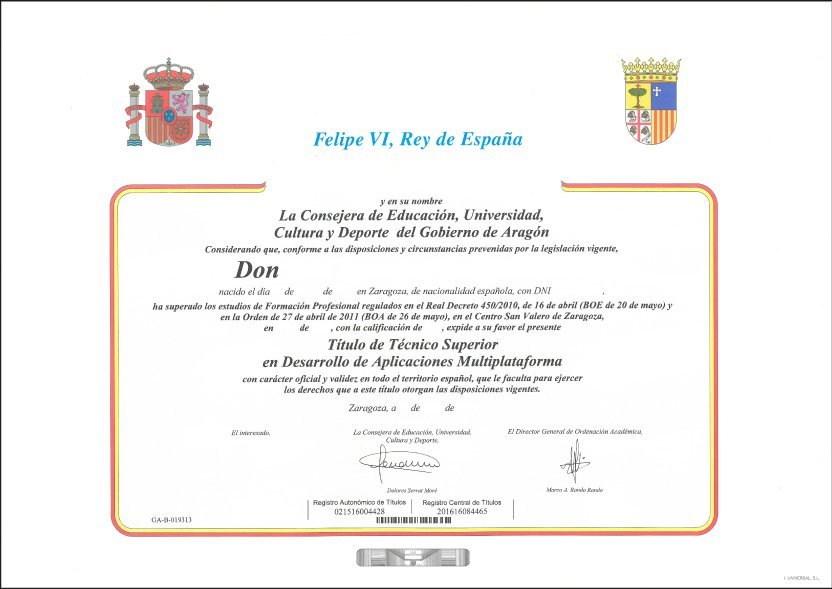 Felipe VI, Rey de España
y en su nombre
La Consejera de Educación, Universidad,
Cultura y Deporte del Gobierno de Aragón
Considerando que, conforme a las disposiciones y circunstancias prevenidas por la legislación vigente,
Don
nacido el día de de en Zaragoza, de nacionalidad española, con DNI ,
ha superado los estudios de Formación Profesional regulados en el Real Decreto 450/2010, de 16 de abril (BOE de 20 de mayo) y
en la Orden de 27 de abril de 2011 (BOA de 26 de mayo), en el Centro San Valero de Zaragoza,
en de , con la calificación de , expide a su favor el presente
Título de Técnico Superior
en Desarrollo de Aplicaciones Multiplataforma
con carácter oficial y validez en todo el territorio español, que le faculta para ejercer
los derechos que a este título otorgan las disposiciones vigentes.
Zaragoza, a de de
El interesado,
La Consejera de Educación, Universidad,
Cultura y Deporte,
El Director General de Ordenación Académica,
Dolores Serrat Moré
Marco A. Rando Rando
Registro Autonómico de Títulos
021516004428
Registro Central de Títulos
201616084465
GA-B-019313
I. UNIVERSAL, S.L.